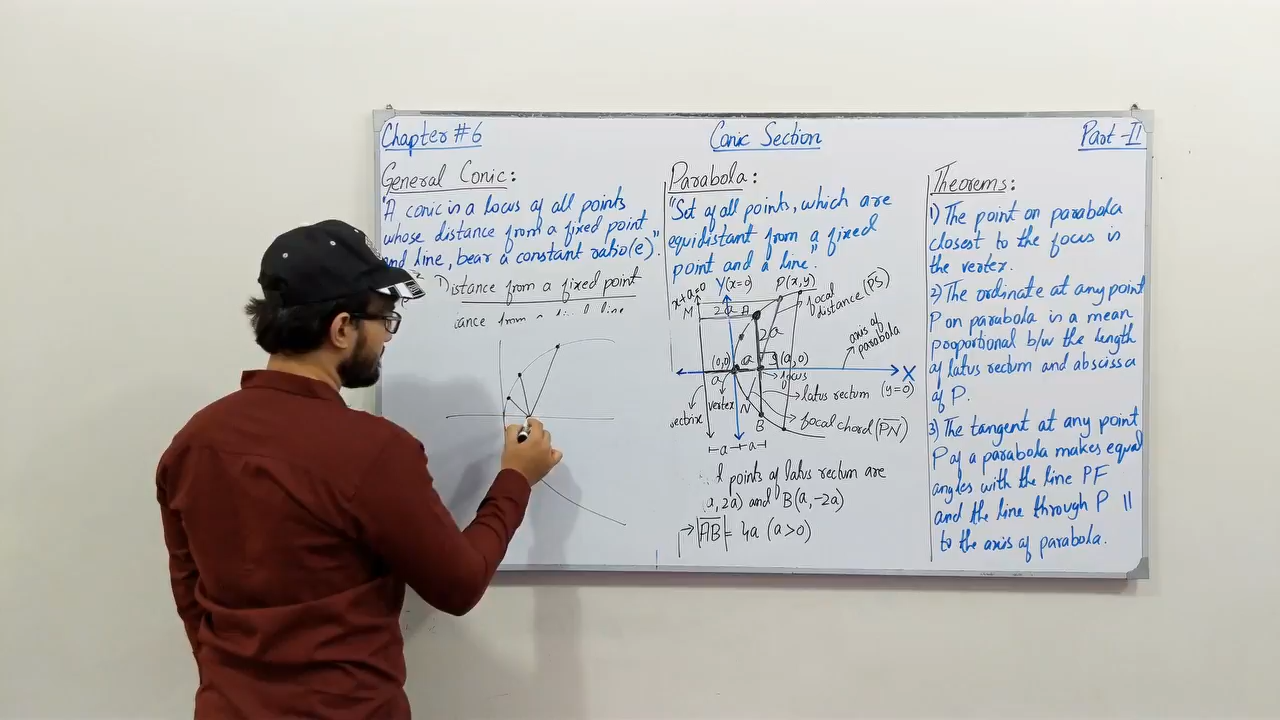 Chapter #6
Conic Section
Part-II
General Conic:
"A conic is a locus of all points
whose distance from a fixed point
and line, bear a constant ratio(e)."
Distance from a fixed point
Parabola:
"Set of all points, which are
equidistant from a fixed
point and a line."
x+a=0
Y(x=0)
P(x,y)
M
2a
A
focal
distance (PS)
2a
axis of
parabola
(0,0)
a
S(a,0)
X
a
focus
vertex
latus rectum (y=0)
N
B
focal chord (PN)
a
a
points of latus rectum are
a, 2a) and B(a, -2a)
→ |AB| = 4a (a>0)
Theorems:
1) The point on parabola
closest to the focus is
the vertex.
2) The ordinate at any point
P on parabola is a mean
proportional b/w the length
of latus rectum and abscissa
of P.
3) The tangent at any point
P of a parabola makes equal
angles with the line PF
and the line through P ||
to the axis of parabola.